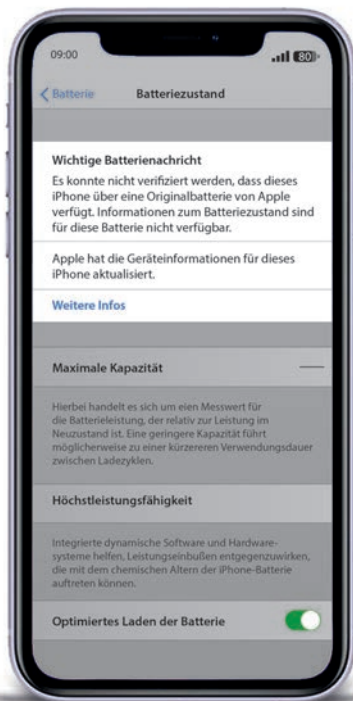 09:00
80
Batterie
Batteriezustand
Wichtige Batterienachricht
Es konnte nicht verifiziert werden, dass dieses
iPhone über eine Originalbatterie von Apple
verfügt. Informationen zum Batteriezustand sind
für diese Batterie nicht verfügbar.
Apple hat die Geräteinformationen für dieses
iPhone aktualisiert.
Weitere Infos
Maximale Kapazität —
Hierbei handelt es sich um eien Messwert für
die Batterieleistung, der relativ zur Leistung im
Neuzustand ist. Eine geringere Kapazität führt
möglicherweise zu einer kürzereren Verwendungsdauer
zwischen Ladezyklen.
Höchstleistungsfähigkeit
Integrierte dynamische Software und Hardware-
systeme helfen, Leistungseinbußen entgegenzuwirken,
die mit dem chemischen Altern der iPhone-Batterie
auftreten können.
Optimiertes Laden der Batterie